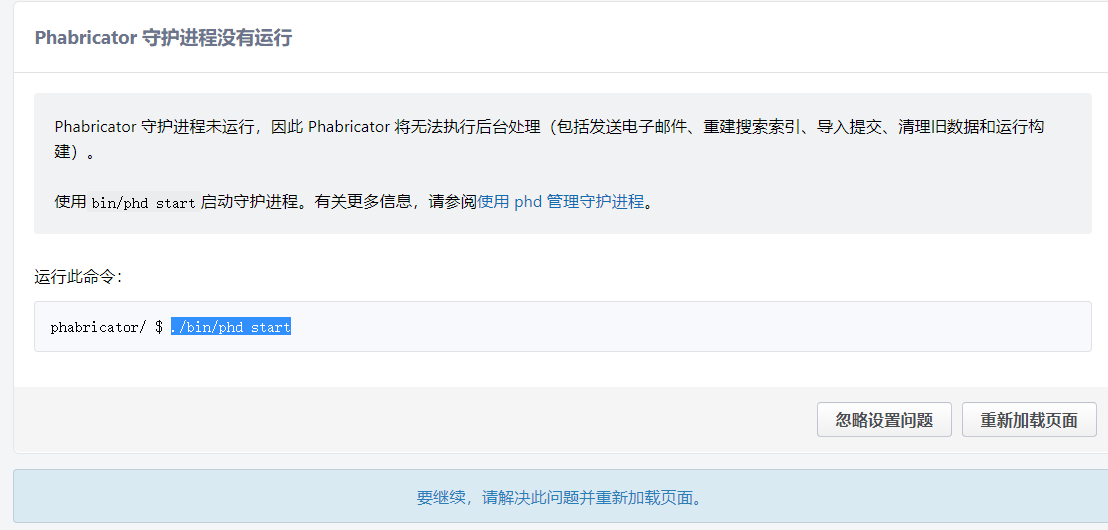 Phabricator 守护进程没有运行
Phabricator 守护进程未运行，因此 Phabricator 将无法执行后台处理（包括发送电子邮件、重建搜索索引、导入提交、清理旧数据和运行构
建）。
使用 bin/phd start 启动守护进程。有关更多信息，请参阅使用 phd 管理守护进程。
运行此命令：
phabricator/ $ ./bin/phd start
忽略设置问题 重新加载页面
要继续，请解决此问题并重新加载页面。